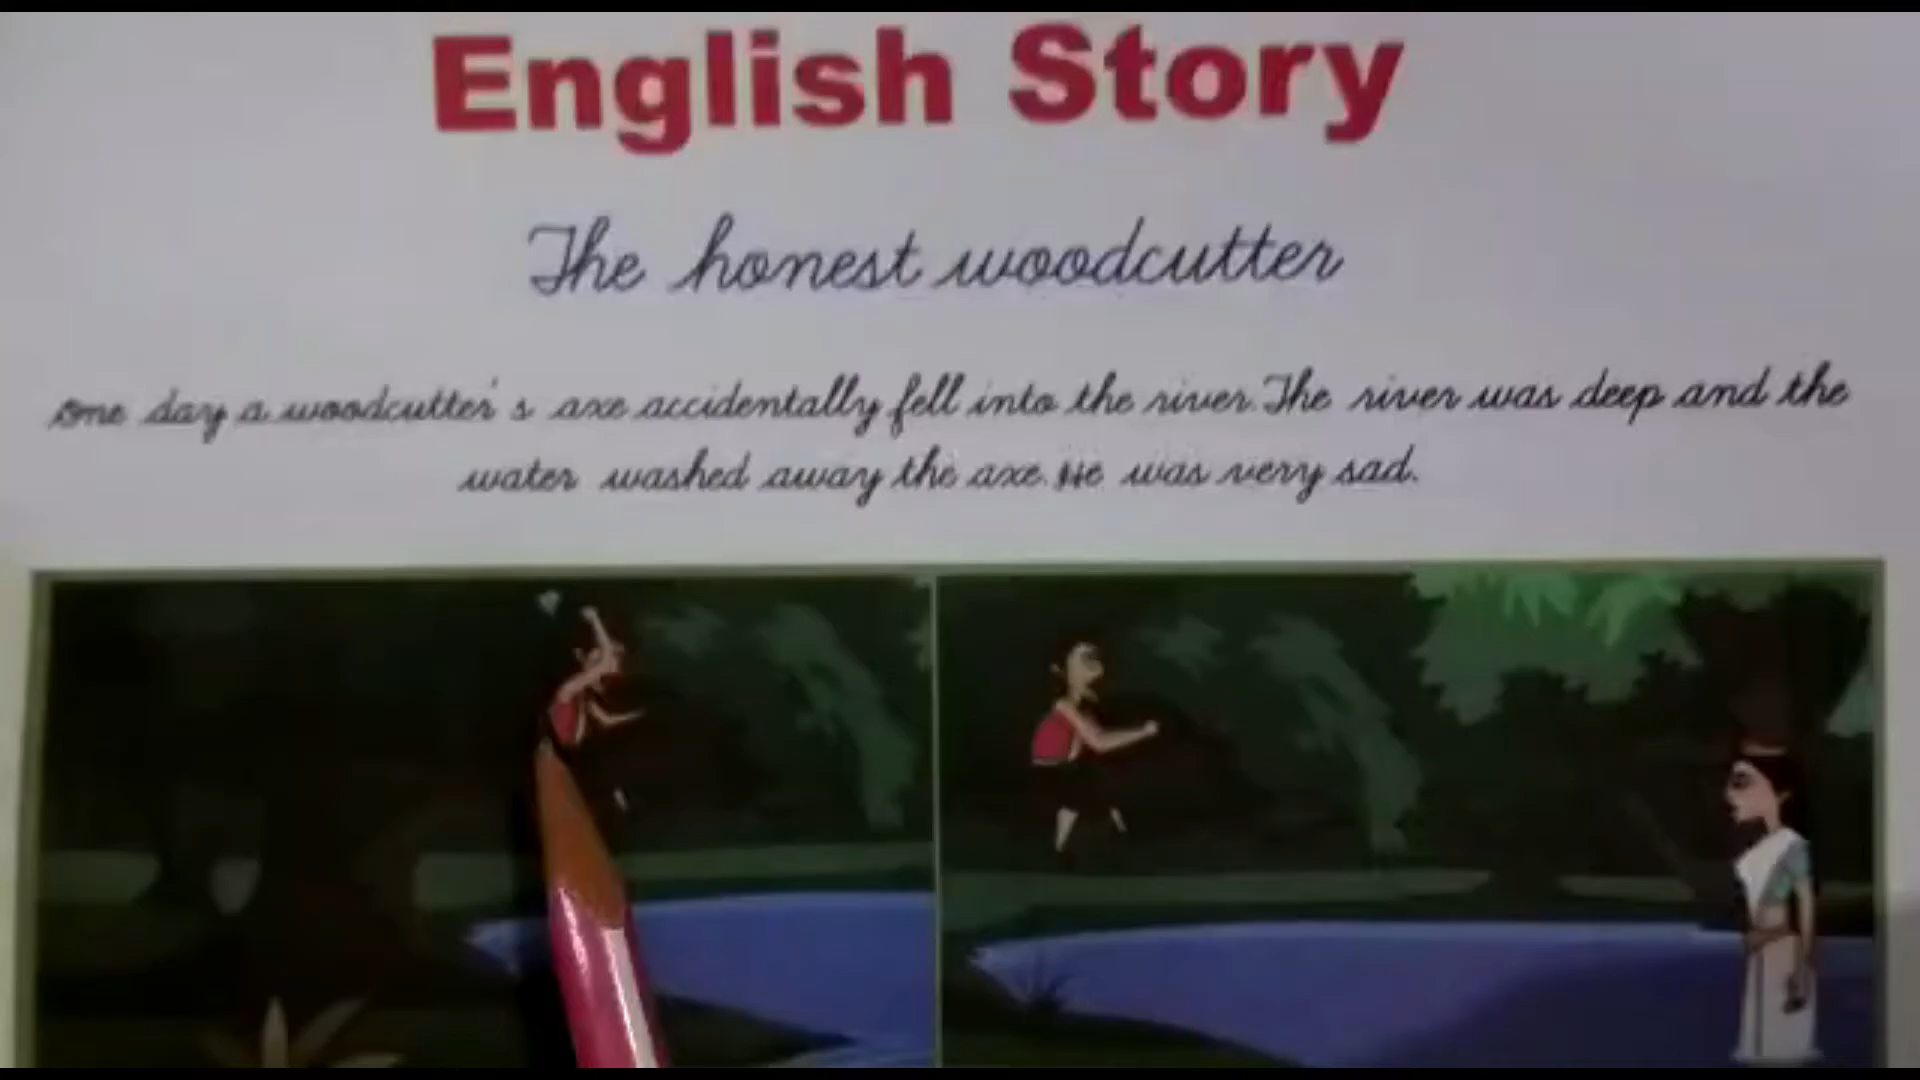 English Story
The honest woodcutter
One day a woodcutter's axe accidentally fell into the river. The river was deep and the
water washed away the axe. He was very sad.